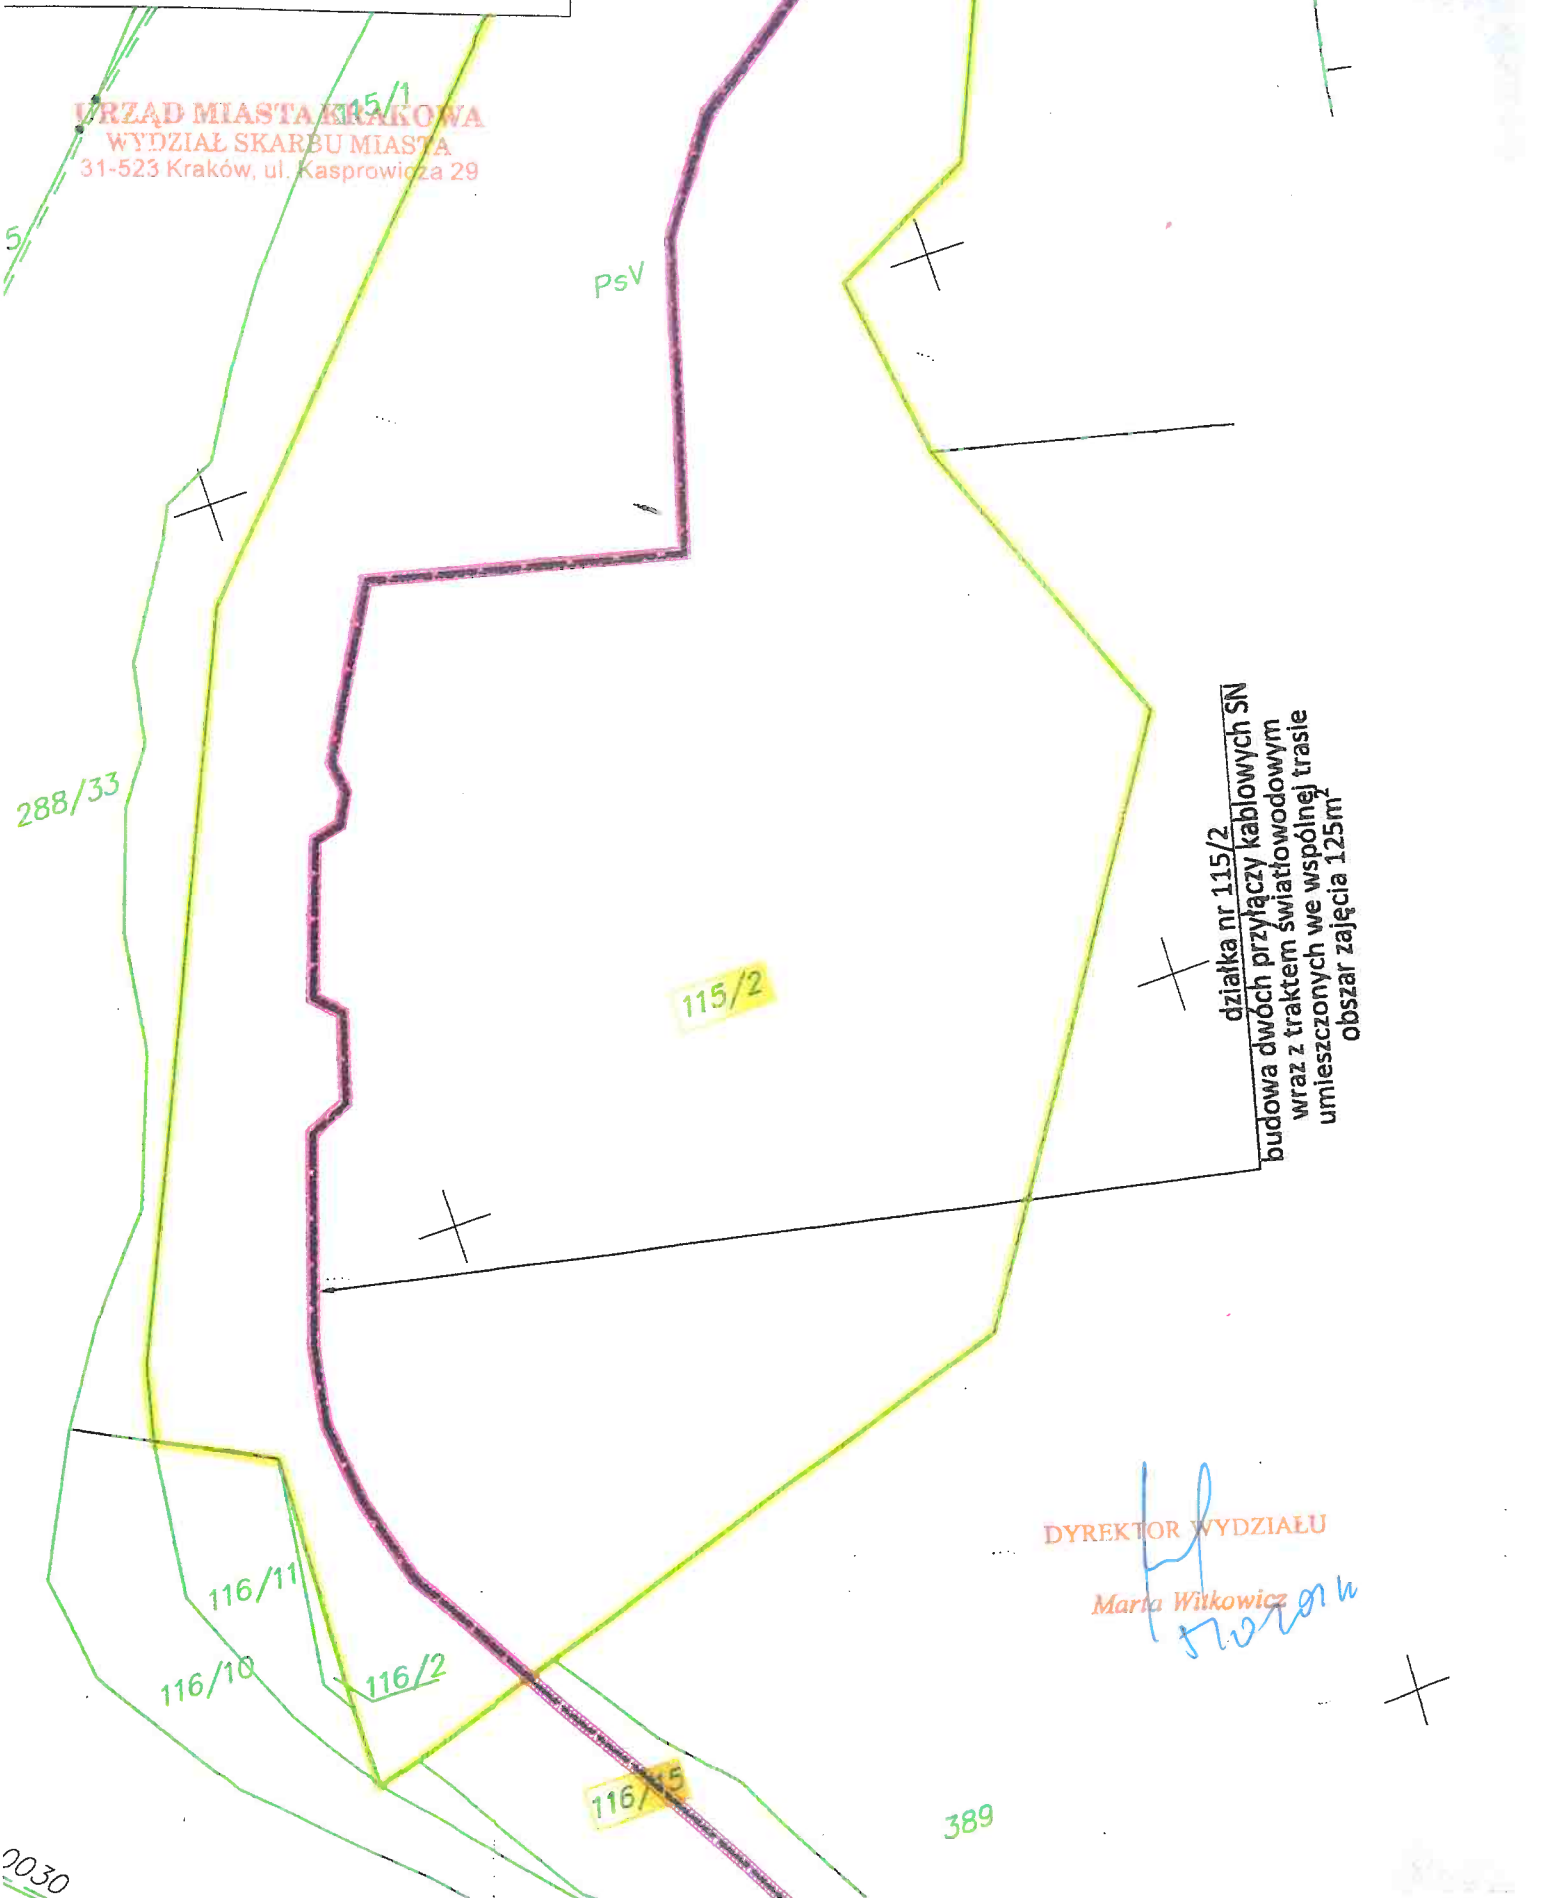 115/1
URZĄD MIASTA KRAKOWA
WYDZIAŁ SKARBU MIASTA
31-523 Kraków, ul. Kasprowicza 29
5
PsV
288/33
115/2
działka nr 115/2
budowa dwóch przyłączy kablowych SN
wraz z traktem światłowodowym
umieszczonych we wspólnej trasie
obszar zajęcia 125m²
DYREKTOR WYDZIAŁU
Marta Witkowicz
116/11
116/10
116/2
116/15
389
0030